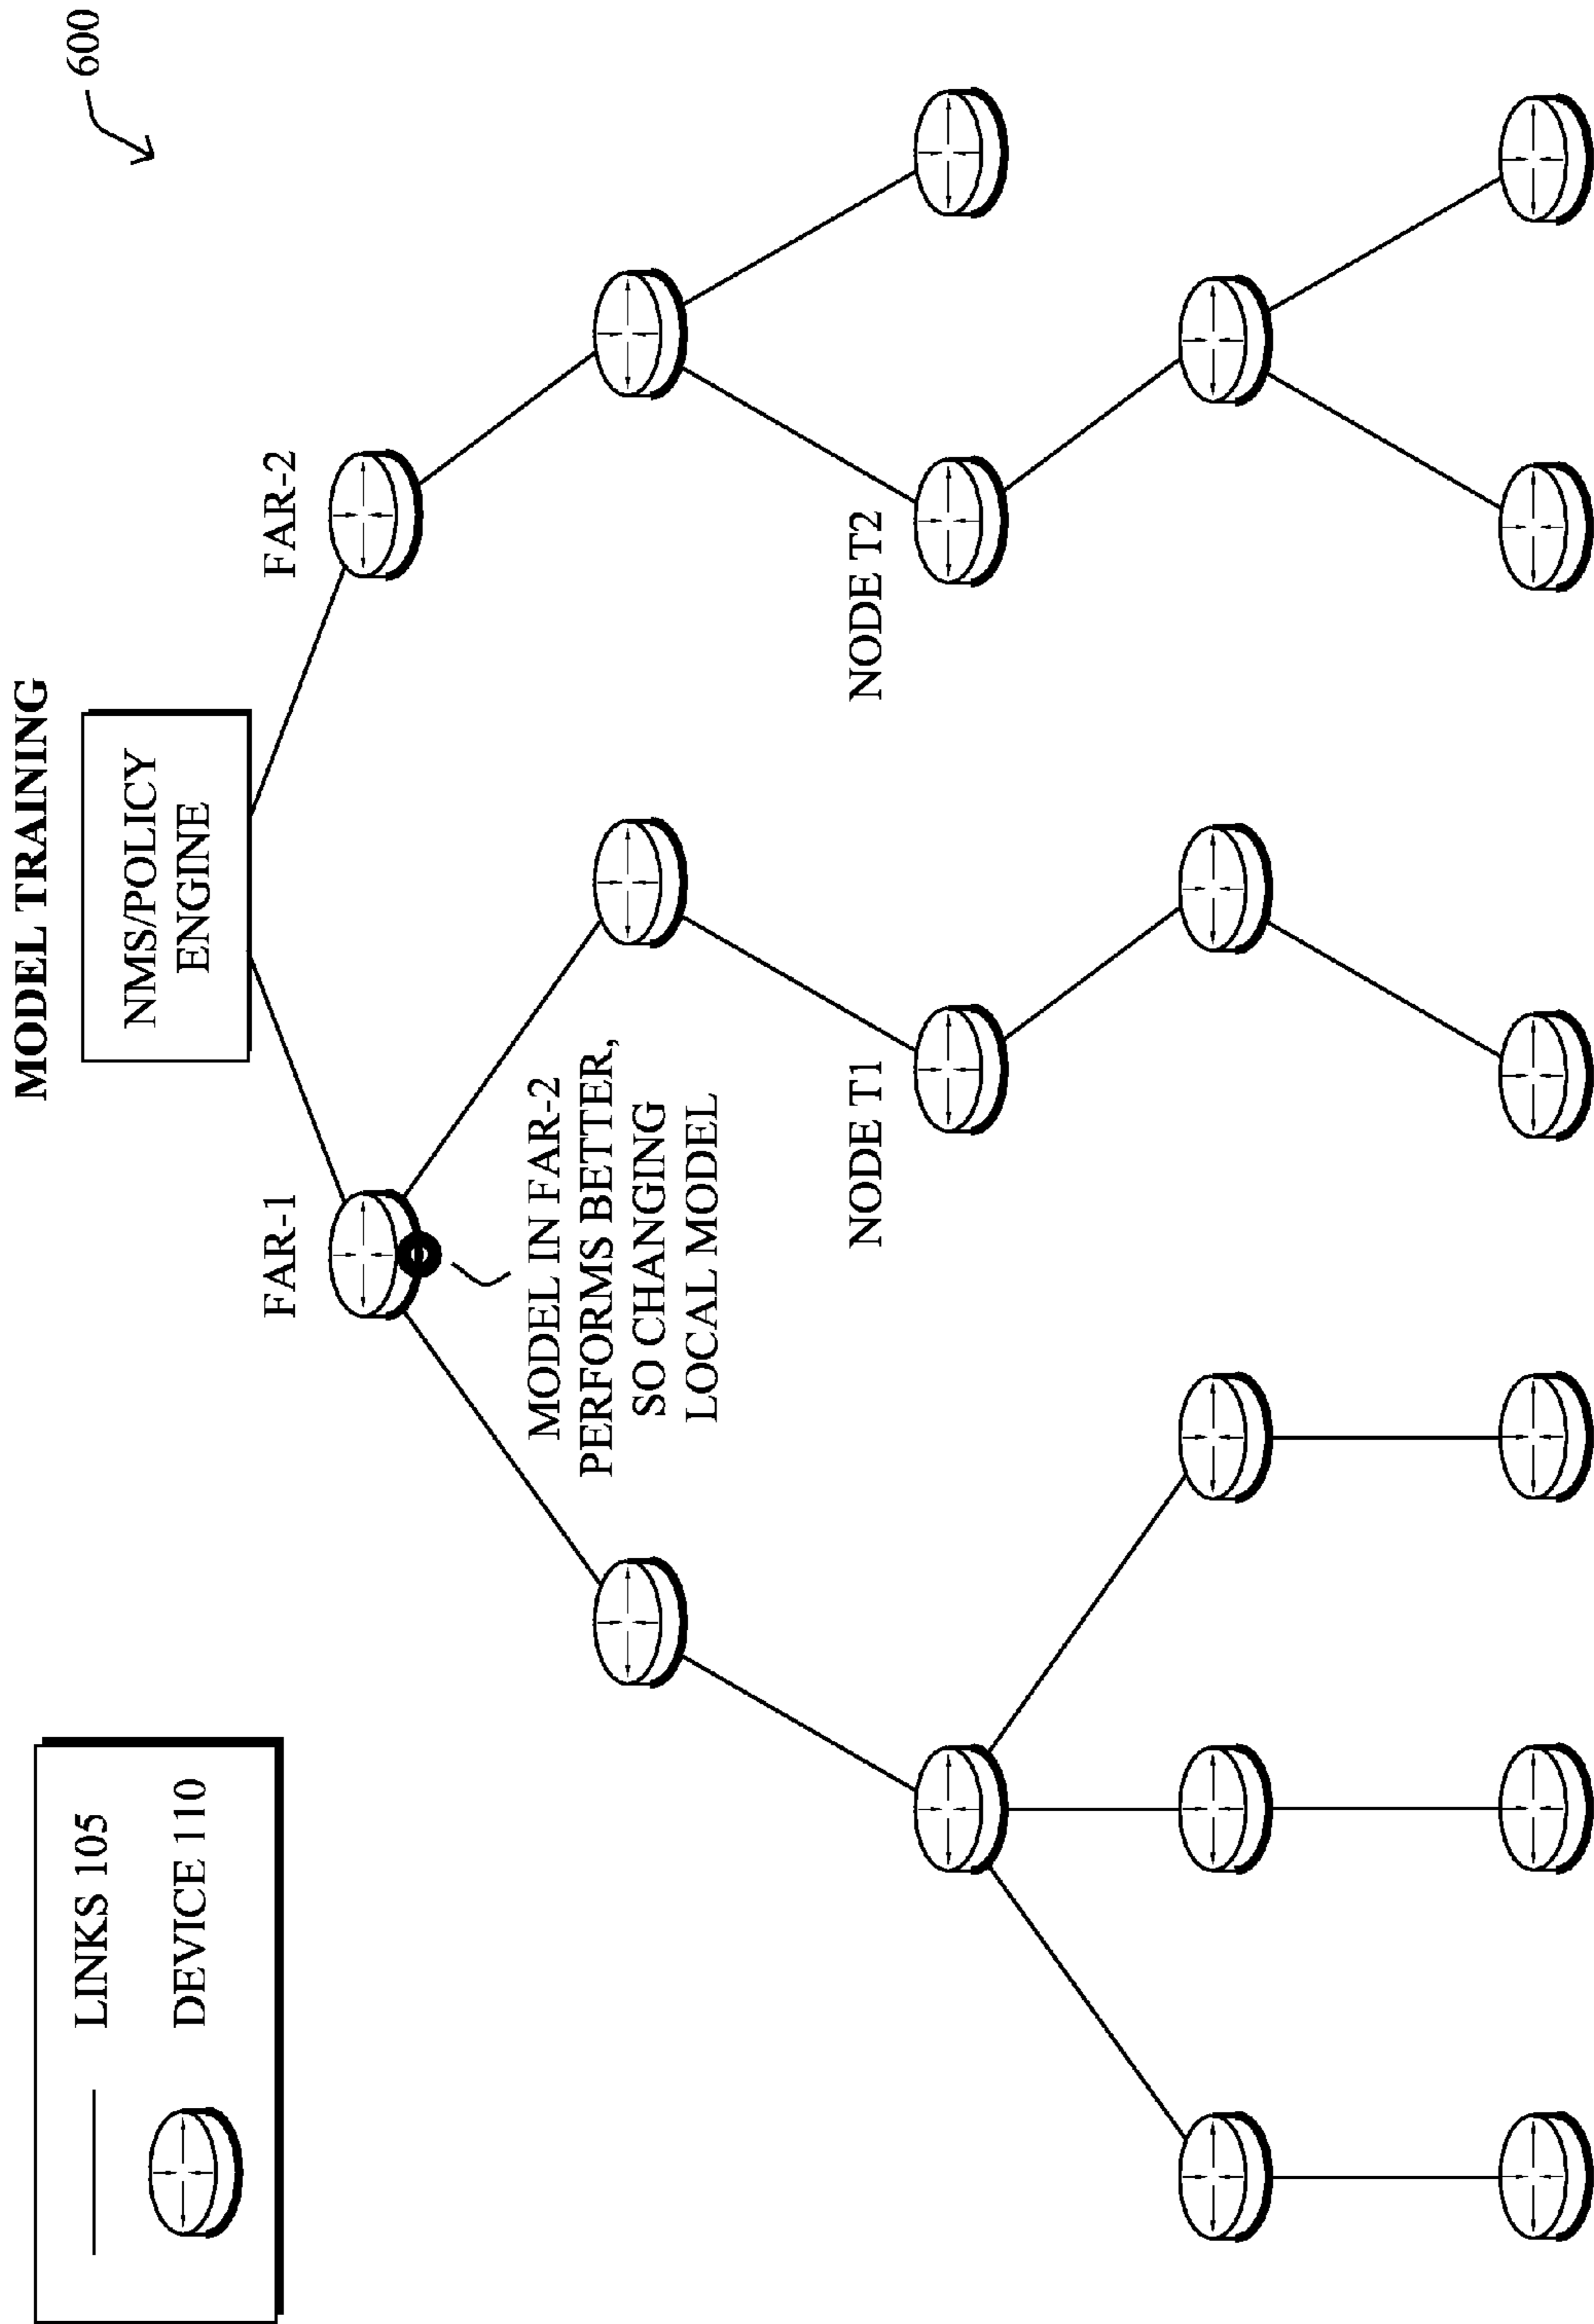 MODEL TRAINING
600
LINKS 105
DEVICE 110
NMS/POLICY
ENGINE
FAR-1
FAR-2
MODEL IN FAR-2
PERFORMS BETTER,
SO CHANGING
LOCAL MODEL
NODE T1
NODE T2